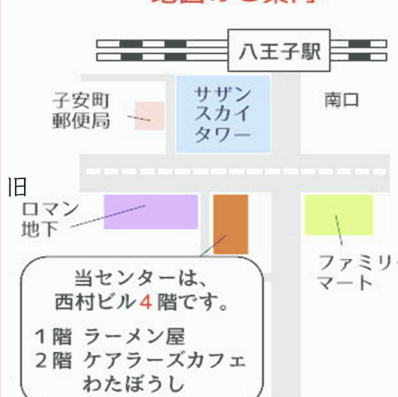 八王子駅
子安町
郵便局
サザン
スカイ
タワー
南口
旧
ロマン
地下
ファミリ
マート
当センターは、
西村ビル4階です。
1階 ラーメン屋
2階 ケアラーズカフェ
わたぼうし